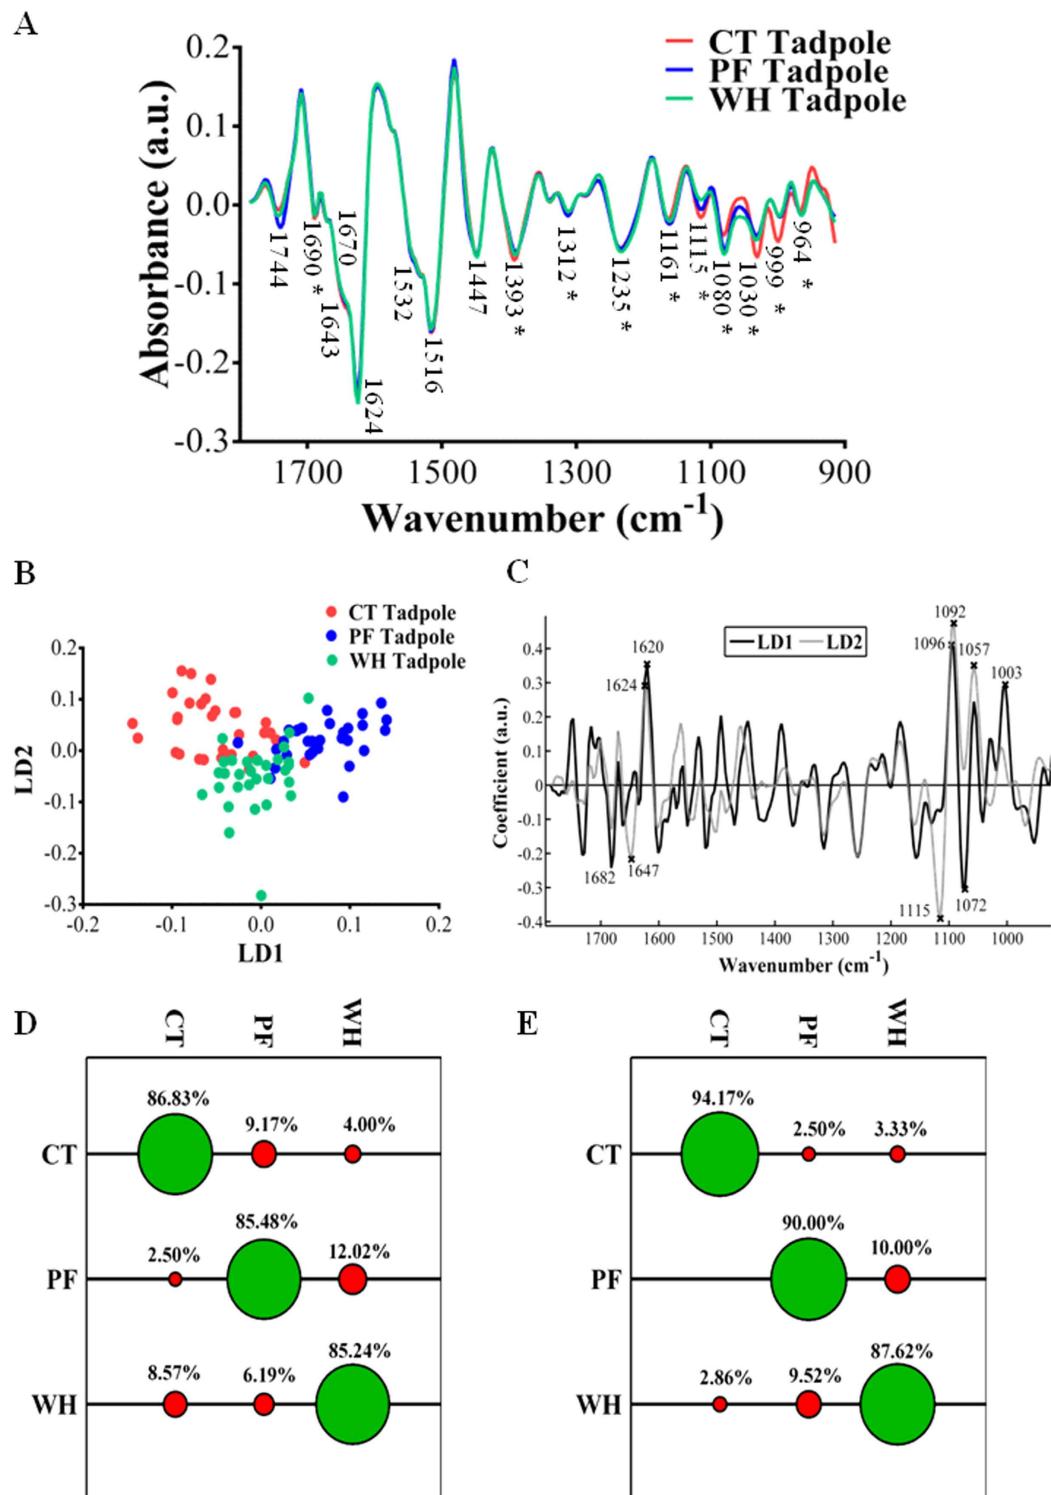 A
CT Tadpole
PF Tadpole
WH Tadpole
0.2
0.1
0.0
-0.1
-0.2
-0.3
Absorbance (a.u.)
1744
1690 *
1670
1643
1624
1532
1516
1447
1393 *
1312 *
1235 *
1161 *
1115 *
1080 *
1030 *
999 *
964 *
1700 1500 1300 1100 900
Wavenumber (cm-1)
B
CT Tadpole
PF Tadpole
WH Tadpole
0.2
0.1
0.0
-0.1
-0.2
-0.3
LD2
-0.2 -0.1 0.0 0.1 0.2
LD1
C
LD1 LD2
0.4
0.3
0.2
0.1
0
-0.1
-0.2
-0.3
-0.4
Coefficient (a.u.)
1620
1624
1682
1647
1092
1096
1057
1003
1115
1072
1700 1600 1500 1400 1300 1200 1100 1000
Wavenumber (cm-1)
D
CT PF WH
86.83% 9.17% 4.00%
CT
2.50% 85.48% 12.02%
PF
8.57% 6.19% 85.24%
WH
E
CT PF WH
94.17% 2.50% 3.33%
CT
90.00% 10.00%
PF
2.86% 9.52% 87.62%
WH